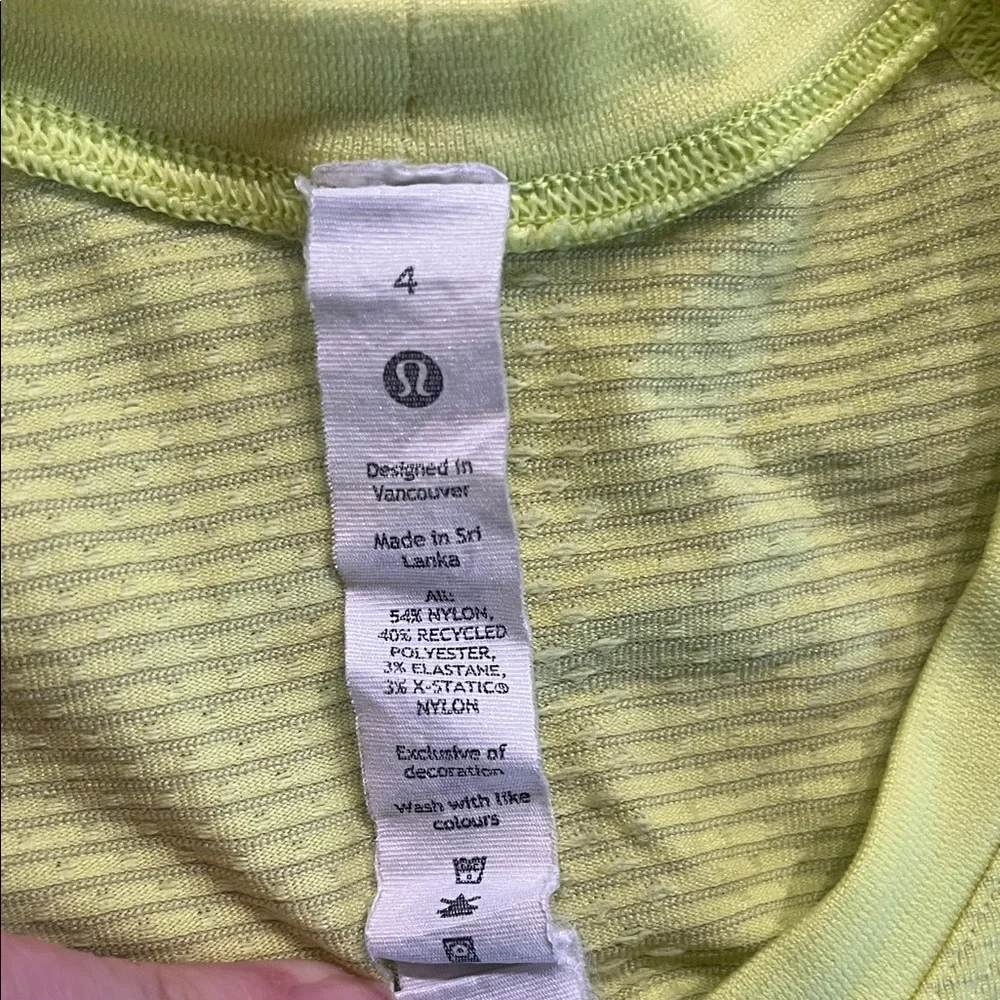 4
Designed in
Vancouver
Made in Sri
Lanka
All:
54% NYLON,
40% RECYCLED
POLYESTER,
3% ELASTANE,
3% X-STATIC®
NYLON
Exclusive of
decoration
Wash with like
colours